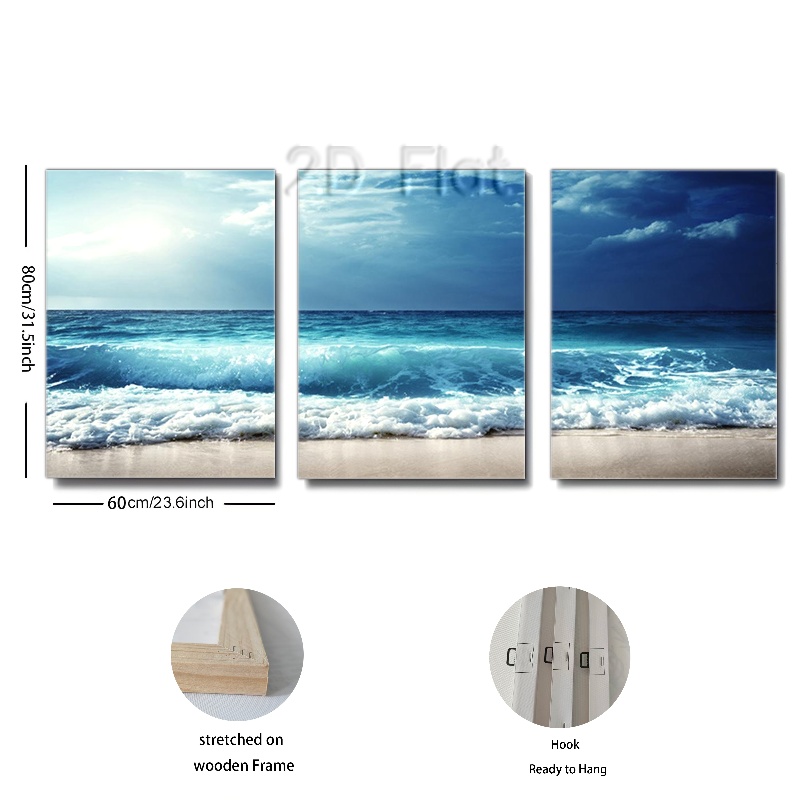 2D Flat
80cm/31.5inch
60cm/23.6inch
stretched on
wooden Frame
Hook
Ready to Hang